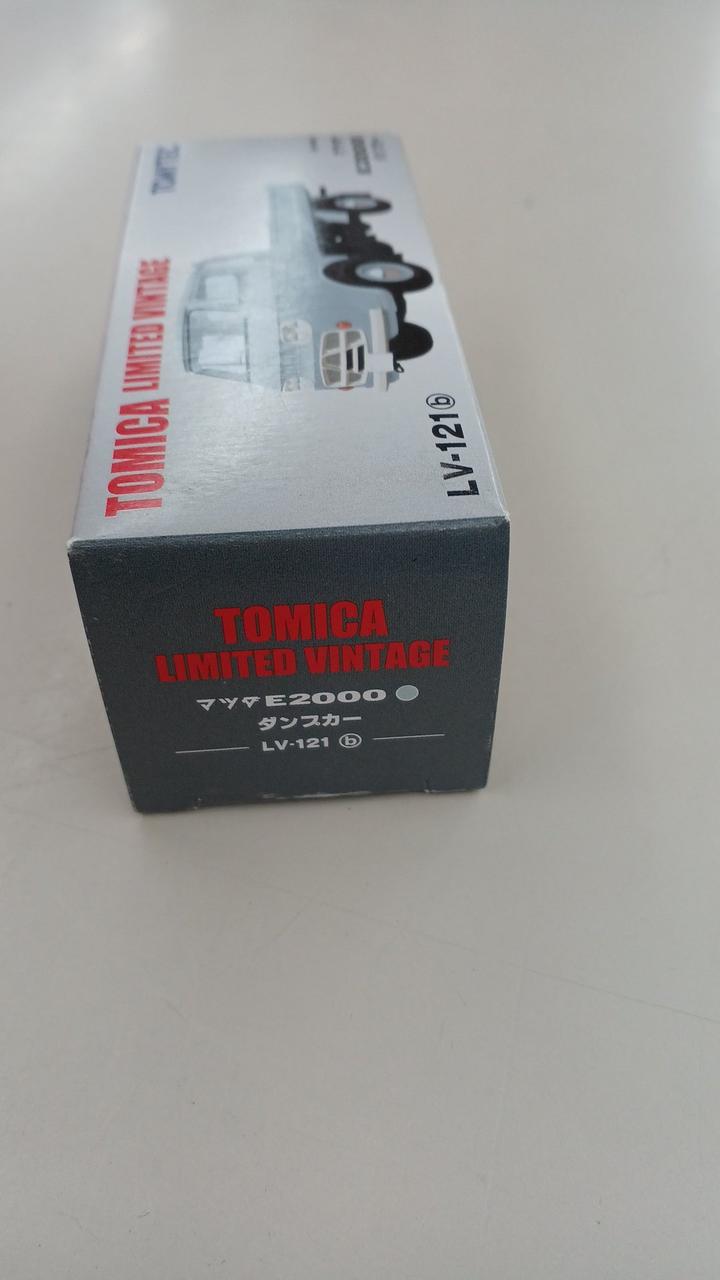 TOMYTEC
TOMICA LIMITED VINTAGE
LV-121ⓑ
TOMICA
LIMITED VINTAGE
マツダE2000
ダンプカー
LV-121 ⓑ